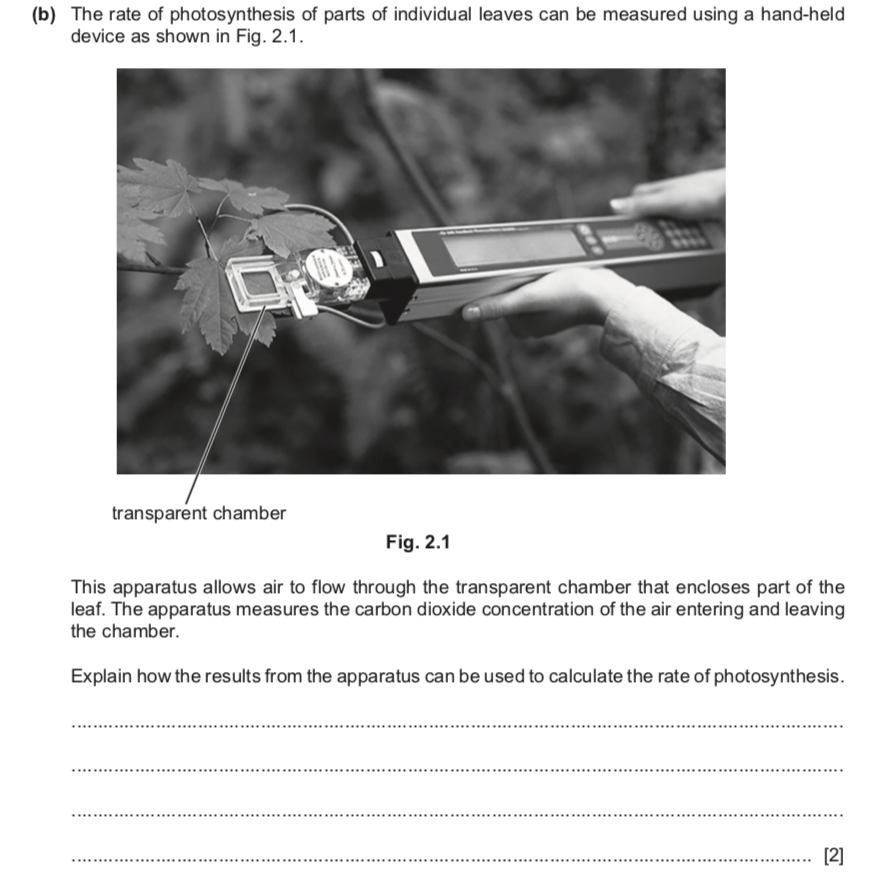 (b) The rate of photosynthesis of parts of individual leaves can be measured using a hand-held
device as shown in Fig. 2.1.
transparent chamber
Fig. 2.1
This apparatus allows air to flow through the transparent chamber that encloses part of the
leaf. The apparatus measures the carbon dioxide concentration of the air entering and leaving
the chamber.
Explain how the results from the apparatus can be used to calculate the rate of photosynthesis.
[2]